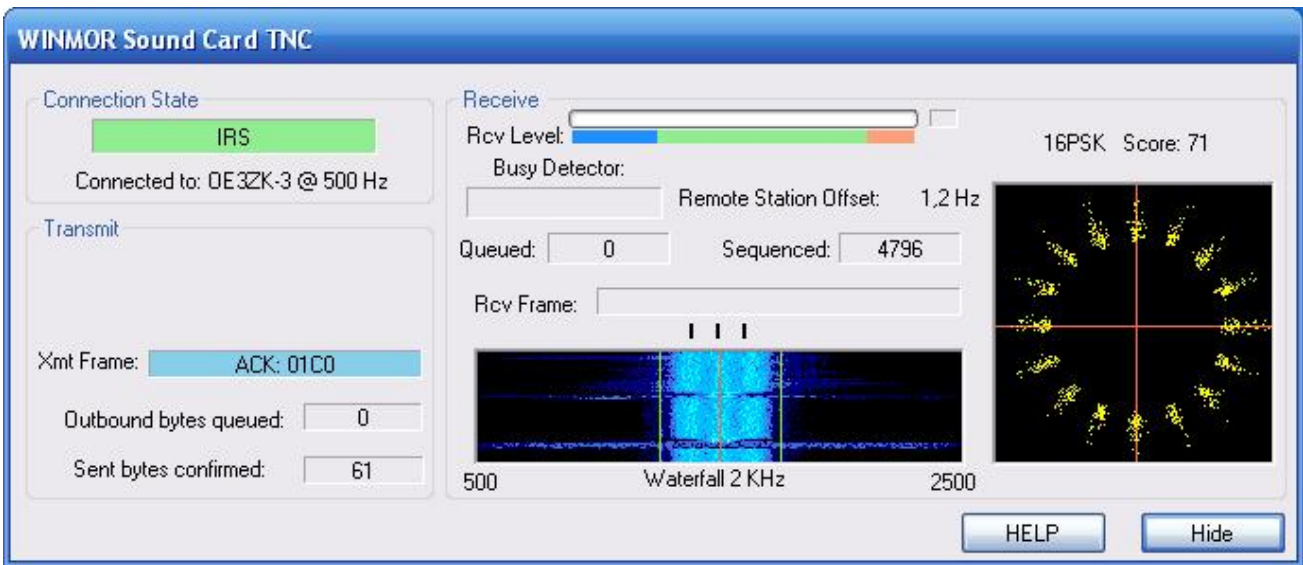 WINMOR Sound Card TNC
Connection State
IRS
Connected to: OE3ZK-3 @ 500 Hz
Transmit
Xmt Frame: ACK: 01C0
Outbound bytes queued: 0
Sent bytes confirmed: 61
Receive
Rcv Level:
16PSK Score: 71
Busy Detector:
Remote Station Offset: 1,2 Hz
Queued: 0 Sequenced: 4796
Rcv Frame:
500 Waterfall 2 KHz 2500
HELP Hide